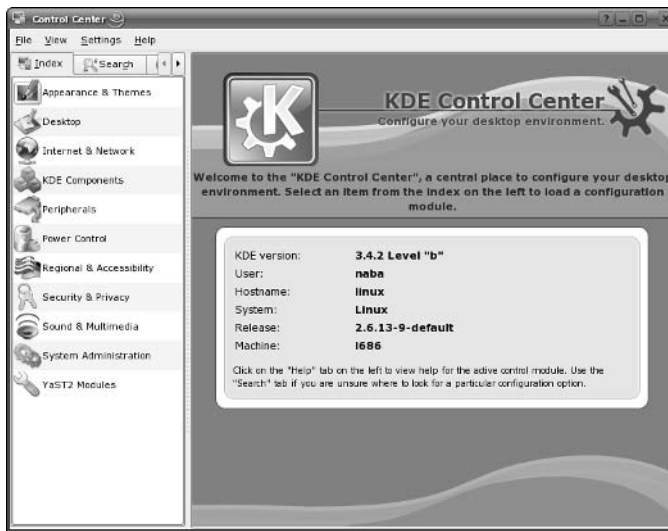 Control Center
File View Settings Help
Index Search
Appearance & Themes
Desktop
Internet & Network
KDE Components
Peripherals
Power Control
Regional & Accessibility
Security & Privacy
Sound & Multimedia
System Administration
YaST2 Modules
KDE Control Center
Configure your desktop environment.
Welcome to the "KDE Control Center", a central place to configure your desktop
environment. Select an item from the index on the left to load a configuration
module.
KDE version: 3.4.2 Level "b"
User: naba
Hostname: linux
System: Linux
Release: 2.6.13-9-default
Machine: i686
Click on the "Help" tab on the left to view help for the active control module. Use the
"Search" tab if you are unsure where to look for a particular configuration option.